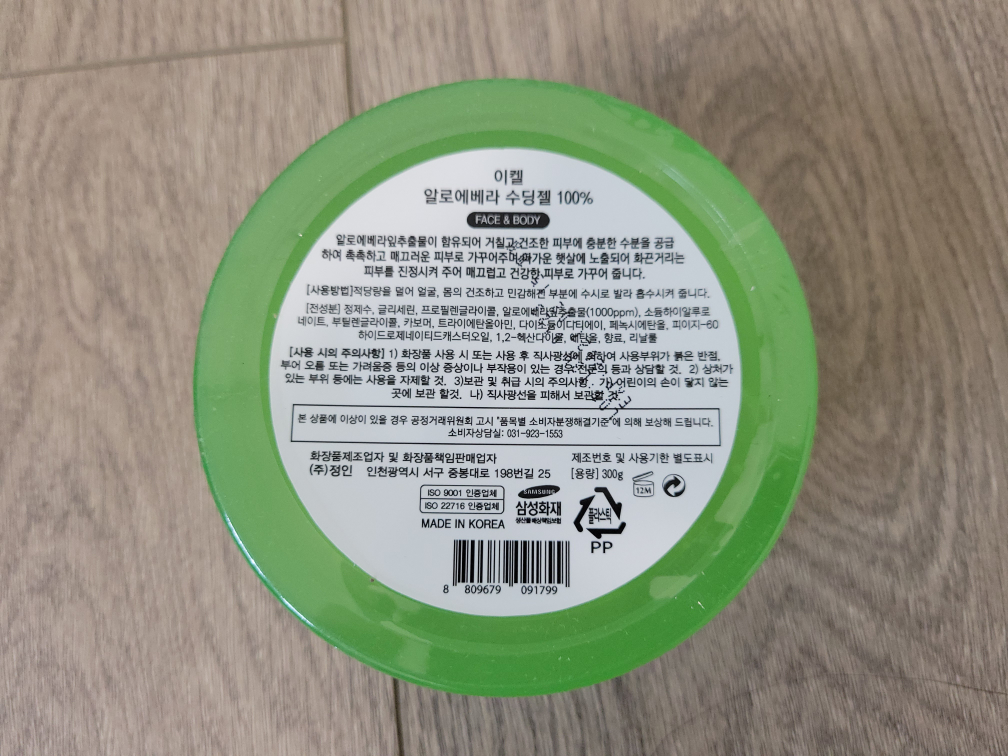 이켈
알로에베라 수딩젤 100%
FACE & BODY
알로에베라잎추출물이 함유되어 거칠고 건조한 피부에 충분한 수분을 공급
하여 촉촉하고 매끄러운 피부로 가꾸어주며 따가운 햇살에 노출되어 화끈거리는
피부를 진정시켜 주어 매끄럽고 건강한 피부로 가꾸어 줍니다.
[사용방법]적당량을 덜어 얼굴, 몸의 건조하고 민감해진 부분에 수시로 발라 흡수시켜 줍니다.
[전성분] 정제수, 글리세린, 프로필렌글라이콜, 알로에베라잎추출물(1000ppm), 소듐하이알루로
네이트, 부틸렌글라이콜, 카보머, 트라이에탄올아민, 다이소듐이디티에이, 페녹시에탄올, 피이지-60
하이드로제네이티드캐스터오일, 1,2-헥산다이올, 에탄올, 향료, 리날룰
[사용 시의 주의사항] 1) 화장품 사용 시 또는 사용 후 직사광선에 의하여 사용부위가 붉은 반점,
부어 오름 또는 가려움증 등의 이상 증상이나 부작용이 있는 경우 전문의 등과 상담할 것. 2) 상처가
있는 부위 등에는 사용을 자제할 것. 3)보관 및 취급 시의 주의사항. 가) 어린이의 손이 닿지 않는
곳에 보관 할것. 나) 직사광선을 피해서 보관할 것.
본 상품에 이상이 있을 경우 공정거래위원회 고시 "품목별 소비자분쟁해결기준"에 의해 보상해 드립니다.
소비자상담실: 031-923-1553
화장품제조업자 및 화장품책임판매업자 제조번호 및 사용기한 별도표시
(주)정인 인천광역시 서구 중봉대로 198번길 25 [용량] 300g
12M
ISO 9001 인증업체
ISO 22716 인증업체
MADE IN KOREA
SAMSUNG
삼성화재
생산물 배상책임보험
플라스틱
PP
8 809679 091799